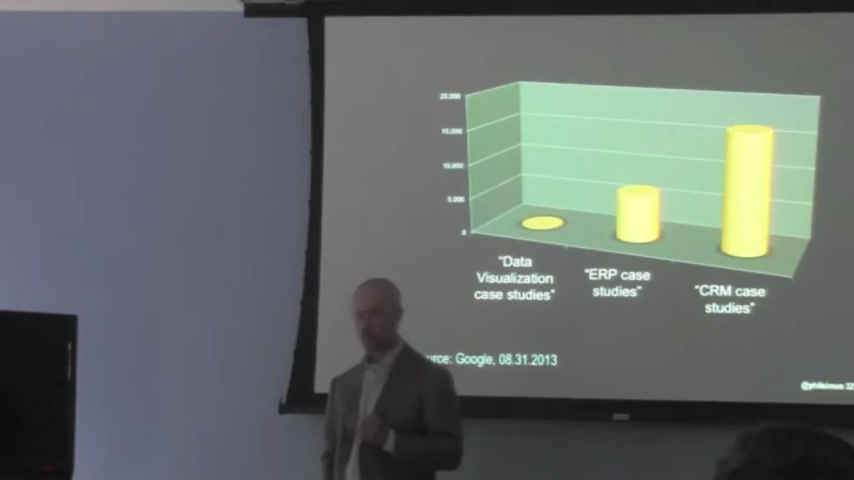 20,000
15,000
10,000
5,000
0
"Data
Visualization
case studies"
"ERP case
studies"
"CRM case
studies"
urce: Google, 08.31.2013
@philsimon 32